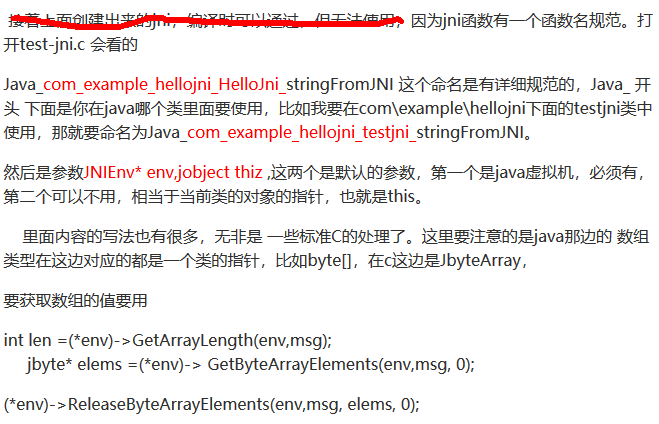 接着上面创建出来的jni，编译时可以通过，但无法使用，因为jni函数有一个函数名规范。打
开test-jni.c 会看的
Java_com_example_hellojni_HelloJni_stringFromJNI 这个命名是有详细规范的，Java_ 开
头 下面是你在java哪个类里面要使用，比如我要在com\example\hellojni下面的testjni类中
使用，那就要命名为Java_com_example_hellojni_testjni_stringFromJNI。
然后是参数JNIEnv* env,jobject thiz ,这两个是默认的参数，第一个是java虚拟机，必须有，
第二个可以不用，相当于当前类的对象的指针，也就是this。
里面内容的写法也有很多，无非是 一些标准C的处理了。这里要注意的是java那边的 数组
类型在这边对应的都是一个类的指针，比如byte[]，在c这边是JbyteArray，
要获取数组的值要用
int len =(*env)->GetArrayLength(env,msg);
jbyte* elems =(*env)-> GetByteArrayElements(env,msg, 0);
(*env)->ReleaseByteArrayElements(env,msg, elems, 0);